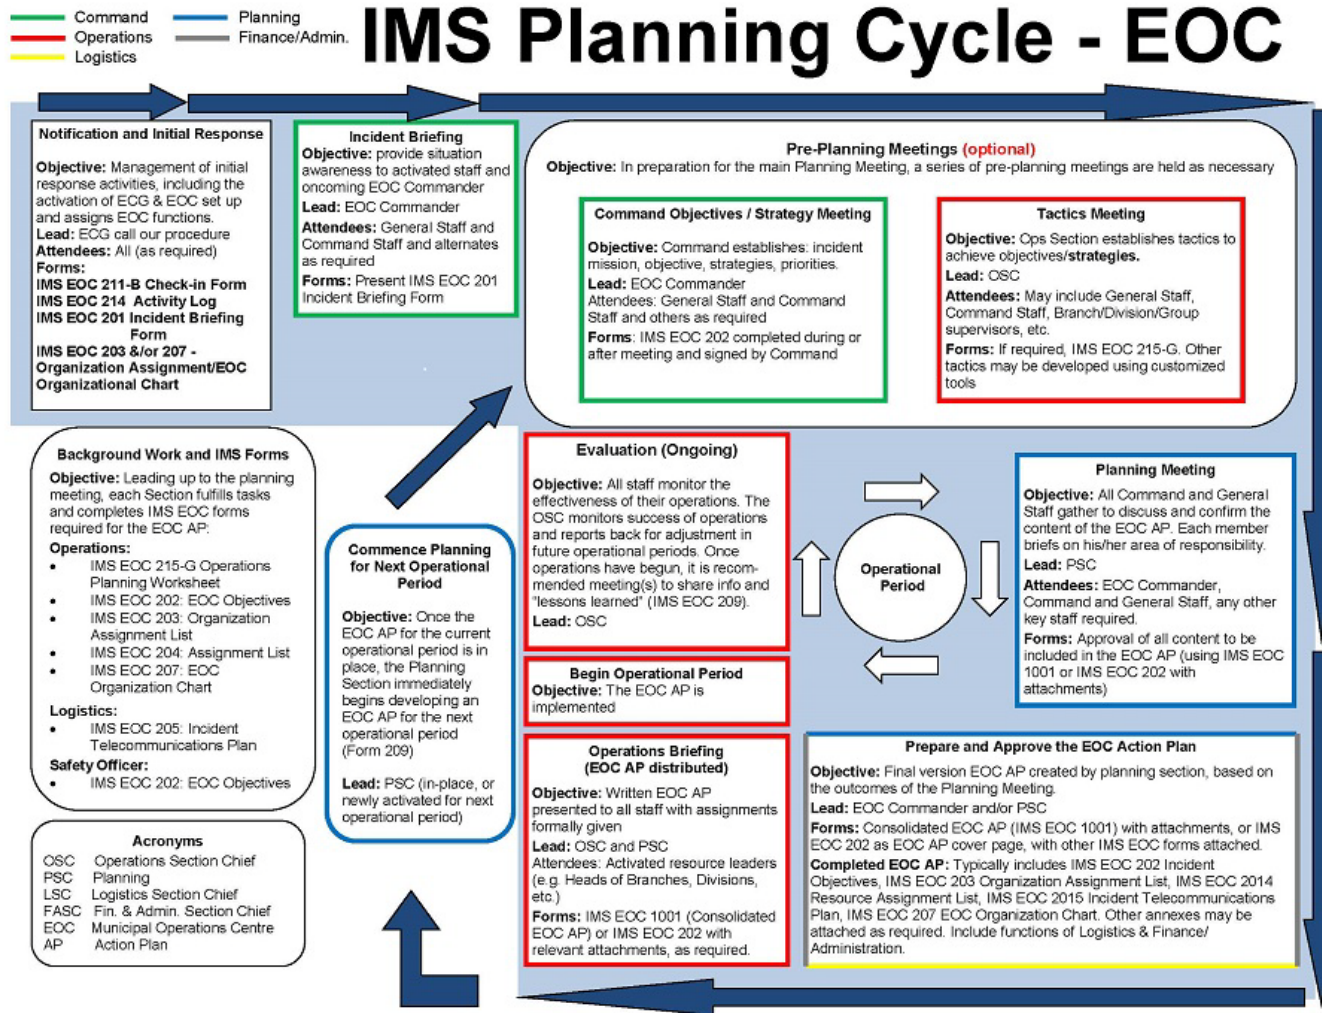 Command
Operations
Logistics
Planning
Finance/Admin.
IMS Planning Cycle - EOC
Notification and Initial Response
Objective: Management of initial
response activities, including the
activation of ECG & EOC set up
and assigns EOC functions.
Lead: ECG call our procedure
Attendees: All (as required)
Forms:
IMS EOC 211-B Check-in Form
IMS EOC 214 Activity Log
IMS EOC 201 Incident Briefing
Form
IMS EOC 203 &/or 207 -
Organization Assignment/EOC
Organizational Chart
Incident Briefing
Objective: provide situation
awareness to activated staff and
oncoming EOC Commander
Lead: EOC Commander
Attendees: General Staff and
Command Staff and alternates
as required
Forms: Present IMS EOC 201
Incident Briefing Form
Pre-Planning Meetings (optional)
Objective: In preparation for the main Planning Meeting, a series of pre-planning meetings are held as necessary
Command Objectives / Strategy Meeting
Objective: Command establishes: incident
mission, objective, strategies, priorities.
Lead: EOC Commander
Attendees: General Staff and Command
Staff and others as required
Forms: IMS EOC 202 completed during or
after meeting and signed by Command
Tactics Meeting
Objective: Ops Section establishes tactics to
achieve objectives/strategies.
Lead: OSC
Attendees: May include General Staff,
Command Staff, Branch/Division/Group
supervisors, etc.
Forms: If required, IMS EOC 215-G. Other
tactics may be developed using customized
tools
Background Work and IMS Forms
Objective: Leading up to the planning
meeting, each Section fulfills tasks
and completes IMS EOC forms
required for the EOC AP:
Operations:
• IMS EOC 215-G Operations
Planning Worksheet
• IMS EOC 202: EOC Objectives
• IMS EOC 203: Organization
Assignment List
• IMS EOC 204: Assignment List
• IMS EOC 207: EOC
Organization Chart
Logistics:
• IMS EOC 205: Incident
Telecommunications Plan
Safety Officer:
• IMS EOC 202: EOC Objectives
Acronyms
OSC Operations Section Chief
PSC Planning
LSC Logistics Section Chief
FASC Fin. & Admin. Section Chief
EOC Municipal Operations Centre
AP Action Plan
Commence Planning
for Next Operational
Period
Objective: Once the
EOC AP for the current
operational period is in
place, the Planning
Section immediately
begins developing an
EOC AP for the next
operational period
(Form 209)
Lead: PSC (in-place, or
newly activated for next
operational period)
Evaluation (Ongoing)
Objective: All staff monitor the
effectiveness of their operations. The
OSC monitors success of operations
and reports back for adjustment in
future operational periods. Once
operations have begun, it is recom-
mended meeting(s) to share info and
"lessons learned" (IMS EOC 209).
Lead: OSC
Begin Operational Period
Objective: The EOC AP is
implemented
Operations Briefing
(EOC AP distributed)
Objective: Written EOC AP
presented to all staff with assignments
formally given
Lead: OSC and PSC
Attendees: Activated resource leaders
(e.g. Heads of Branches, Divisions,
etc.)
Forms: IMS EOC 1001 (Consolidated
EOC AP) or IMS EOC 202 with
relevant attachments, as required.
Operational
Period
Planning Meeting
Objective: All Command and General
Staff gather to discuss and confirm the
content of the EOC AP. Each member
briefs on his/her area of responsibility.
Lead: PSC
Attendees: EOC Commander,
Command and General Staff, any other
key staff required.
Forms: Approval of all content to be
included in the EOC AP (using IMS EOC
1001 or IMS EOC 202 with
attachments)
Prepare and Approve the EOC Action Plan
Objective: Final version EOC AP created by planning section, based on
the outcomes of the Planning Meeting.
Lead: EOC Commander and/or PSC
Forms: Consolidated EOC AP (IMS EOC 1001) with attachments, or IMS
EOC 202 as EOC AP cover page, with other IMS EOC forms attached.
Completed EOC AP: Typically includes IMS EOC 202 Incident
Objectives, IMS EOC 203 Organization Assignment List, IMS EOC 2014
Resource Assignment List, IMS EOC 2015 Incident Telecommunications
Plan, IMS EOC 207 EOC Organization Chart. Other annexes may be
attached as required. Include functions of Logistics & Finance/
Administration.